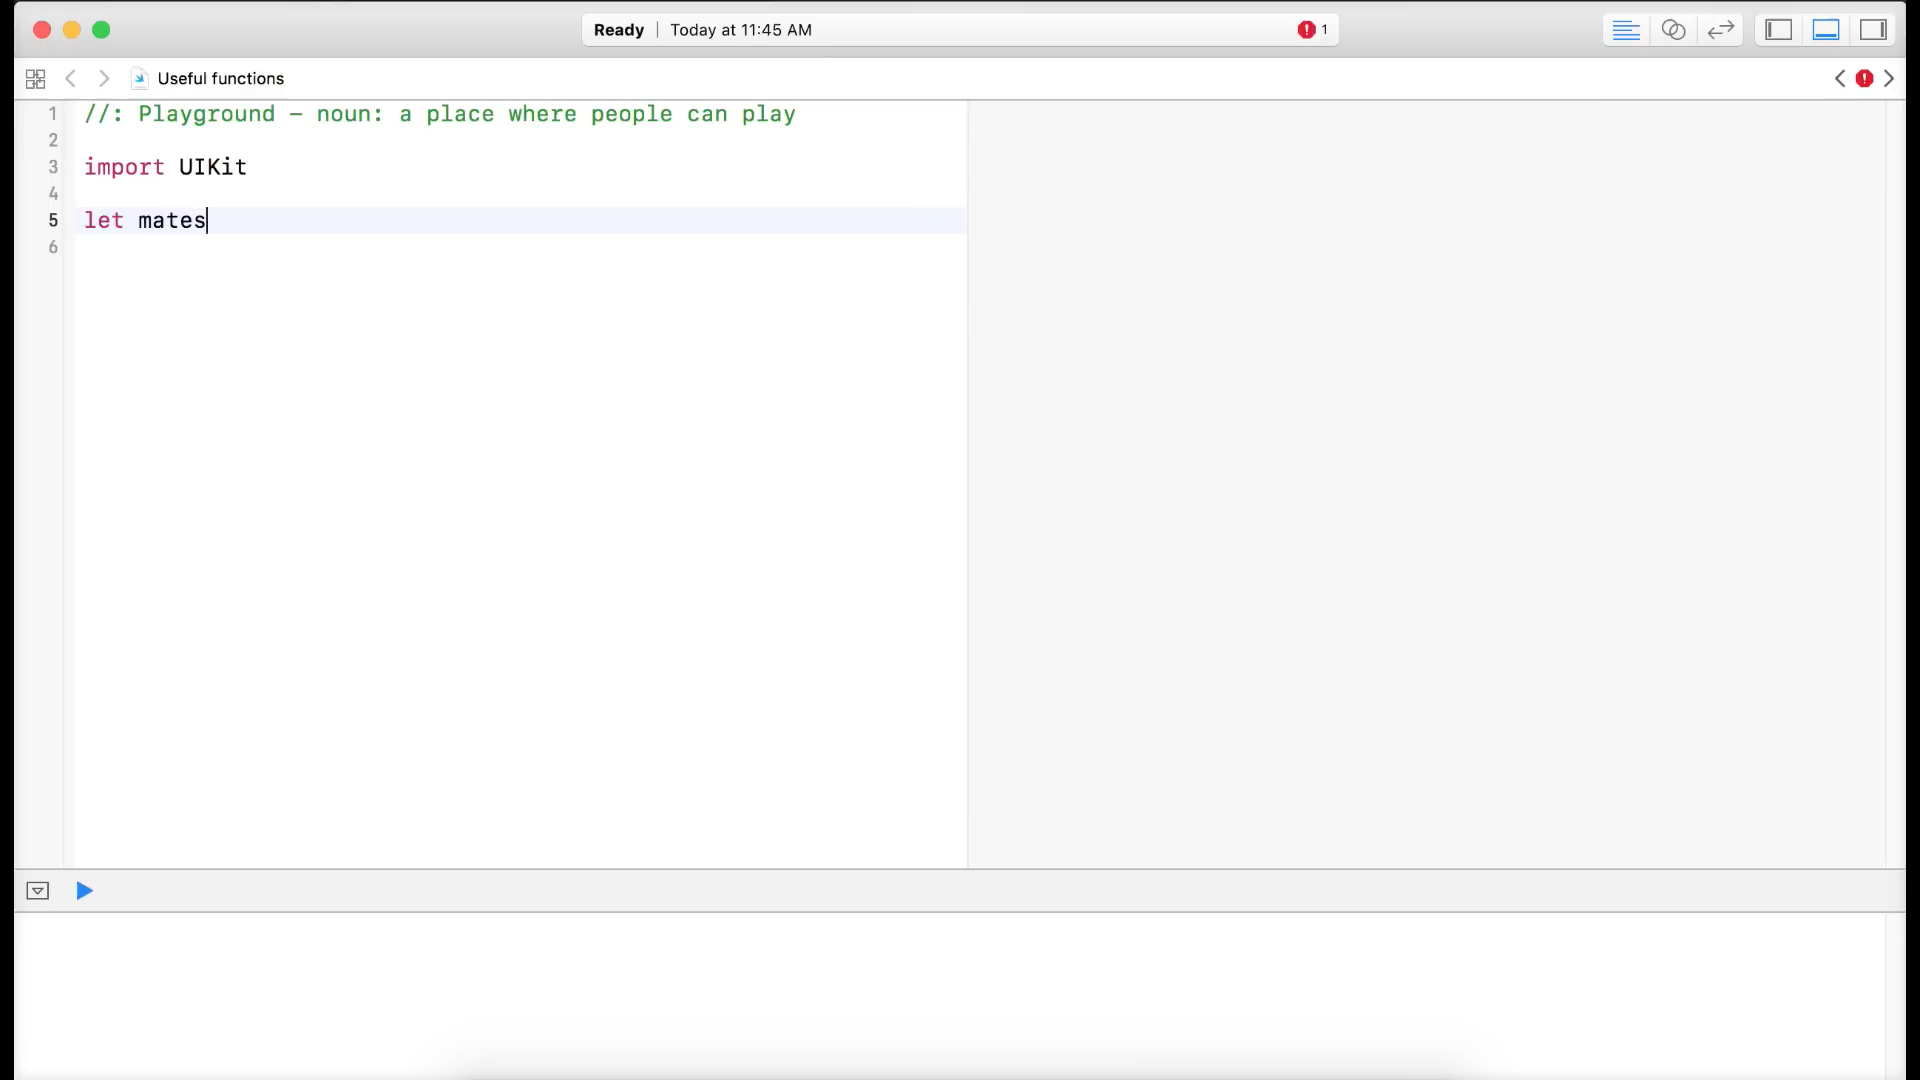 Ready | Today at 11:45 AM 1
Useful functions
1 //: Playground – noun: a place where people can play
2
3 import UIKit
4
5 let mates
6